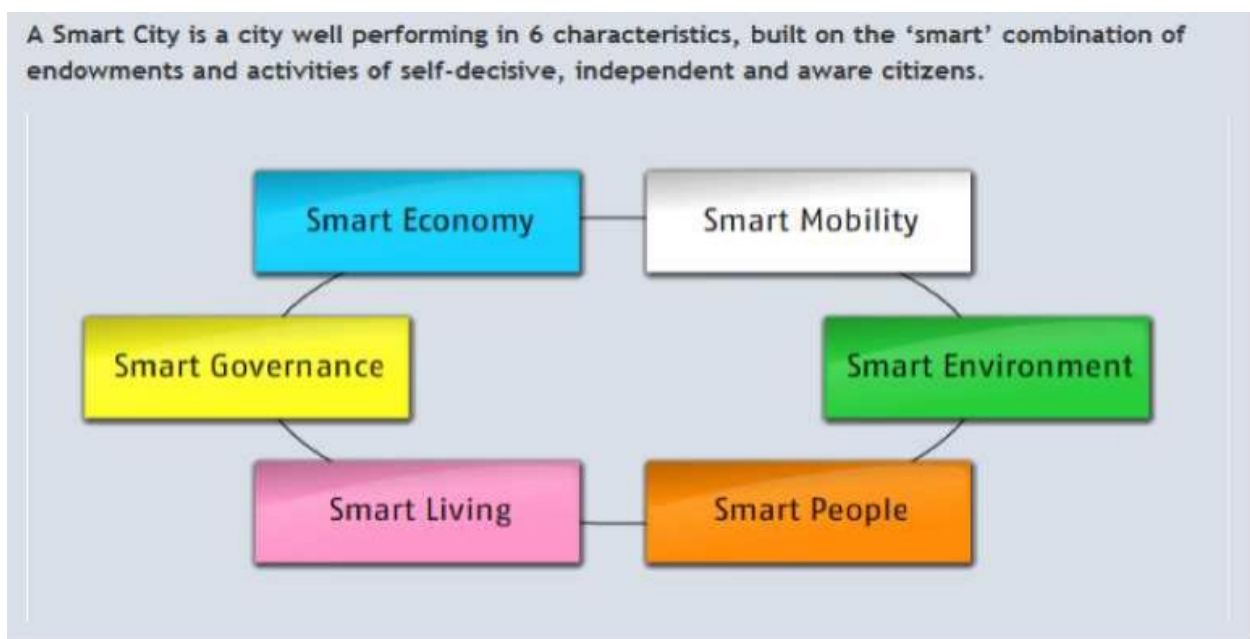 A Smart City is a city well performing in 6 characteristics, built on the ‘smart’ combination of
endowments and activities of self-decisive, independent and aware citizens.
Smart Economy
Smart Mobility
Smart Governance
Smart Environment
Smart Living
Smart People